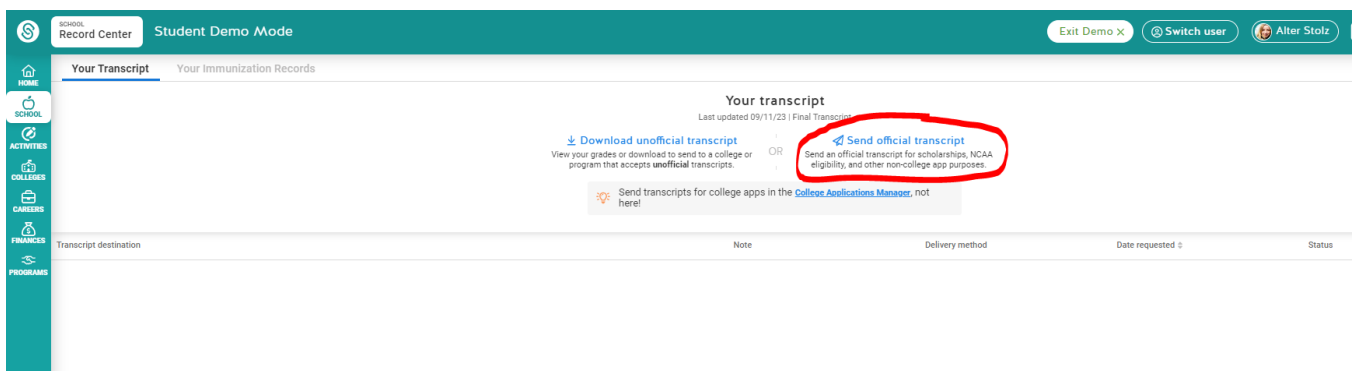 SCHOOL
Record Center
Student Demo Mode
Exit Demo ×
Switch user
Alter Stolz
HOME
SCHOOL
ACTIVITIES
COLLEGES
CAREERS
FINANCES
PROGRAMS
Your Transcript
Your Immunization Records
Your transcript
Last updated 09/11/23 | Final Transcript
Download unofficial transcript
View your grades or download to send to a college or
program that accepts unofficial transcripts.
OR
Send official transcript
Send an official transcript for scholarships, NCAA
eligibility, and other non-college app purposes.
Send transcripts for college apps in the College Applications Manager, not
here!
Transcript destination
Note
Delivery method
Date requested
Status